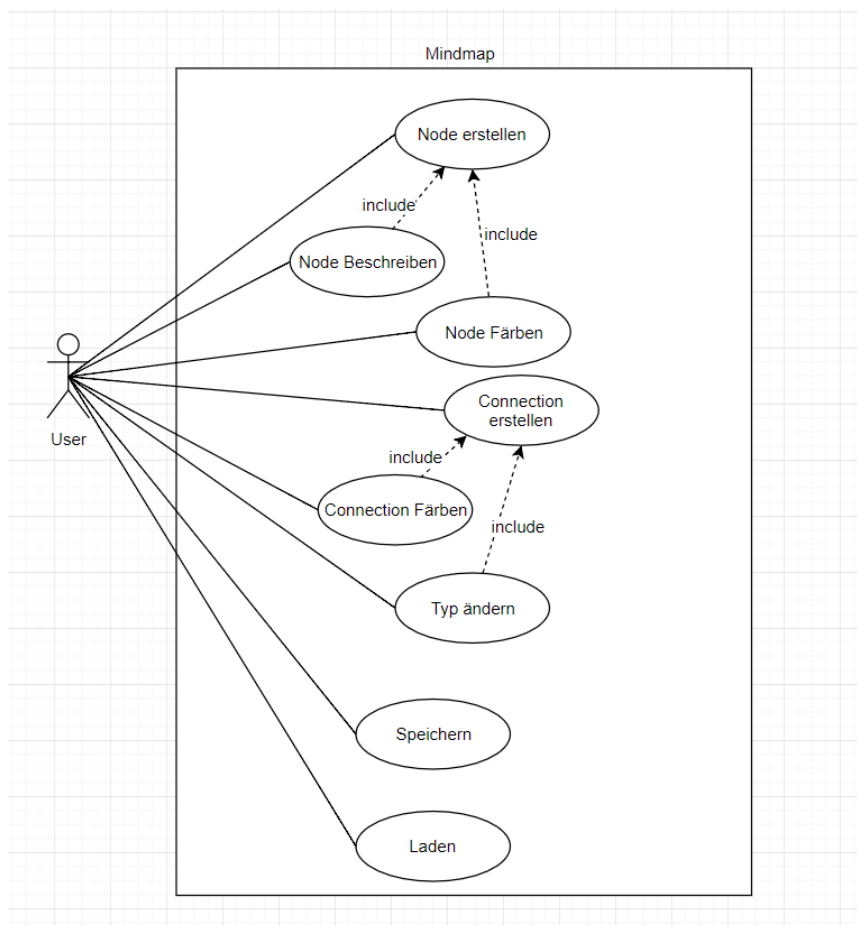 Mindmap
Node erstellen
include
include
Node Beschreiben
Node Färben
Connection
erstellen
User
include
Connection Färben
include
Typ ändern
Speichern
Laden